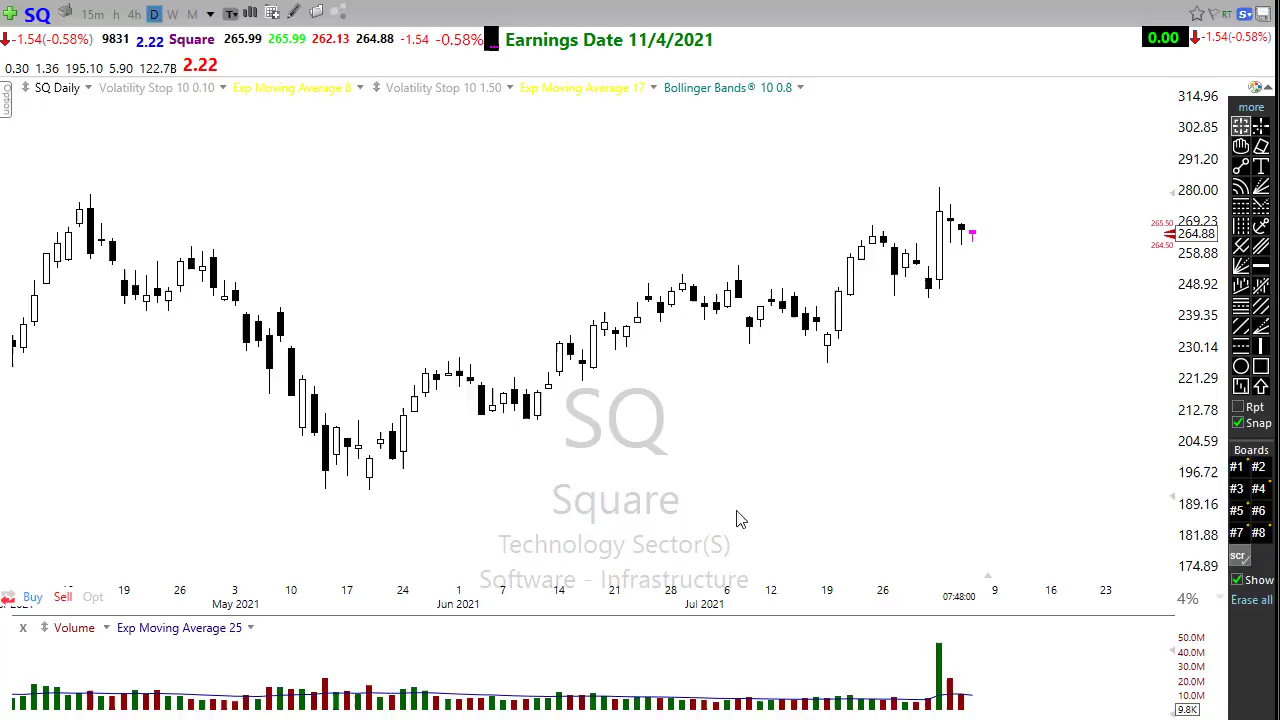 SQ 15m h 4h D W M T RT S
-1.54(-0.58%) 9831 2.22 Square 265.99 265.99 262.13 264.88 -1.54 -0.58% Earnings Date 11/4/2021 0.00 -1.54(-0.58%)
0.30 1.36 195.10 5.90 122.7B 2.22
Option
SQ Daily Volatility Stop 10 0.10 Exp Moving Average 8 Volatility Stop 10 1.50 Exp Moving Average 17 Bollinger Bands® 10 0.8
314.96
302.85
291.20
280.00
269.23
265.50
264.88
264.50
258.88
248.92
239.35
230.14
221.29
212.78
204.59
196.72
189.16
181.88
174.89
more
T
Rpt
Snap
Boards
#1 #2
#3 #4
#5 #6
#7 #8
scr
Show
Erase all
SQ
Square
Technology Sector(S)
Software - Infrastructure
19 26 3 10 17 24 1 7 14 21 28 6 12 19 26 07:48:00 9 16 23
May 2021 Jun 2021 Jul 2021
Buy Sell Opt 4%
X Volume Exp Moving Average 25
50.0M
40.0M
30.0M
20.0M
10.0M
9.8K